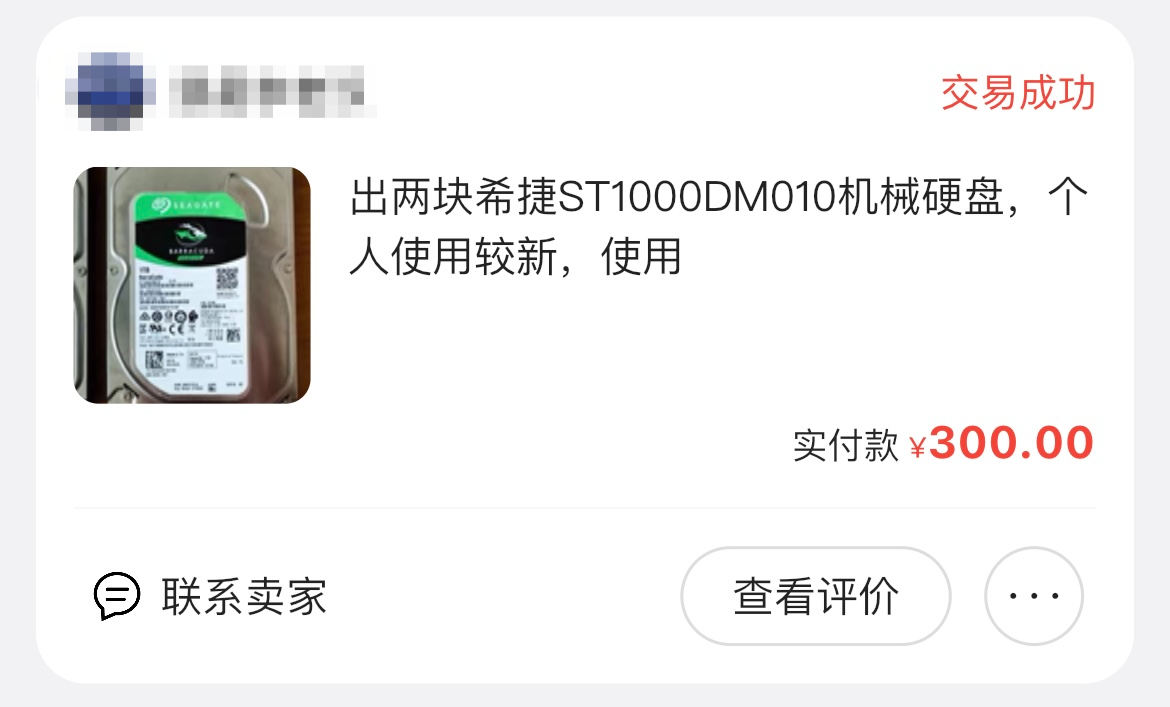 交易成功
SEAGATE
BARRACUDA
出两块希捷ST1000DM010机械硬盘，个
人使用较新，使用
实付款 ¥300.00
联系卖家
查看评价